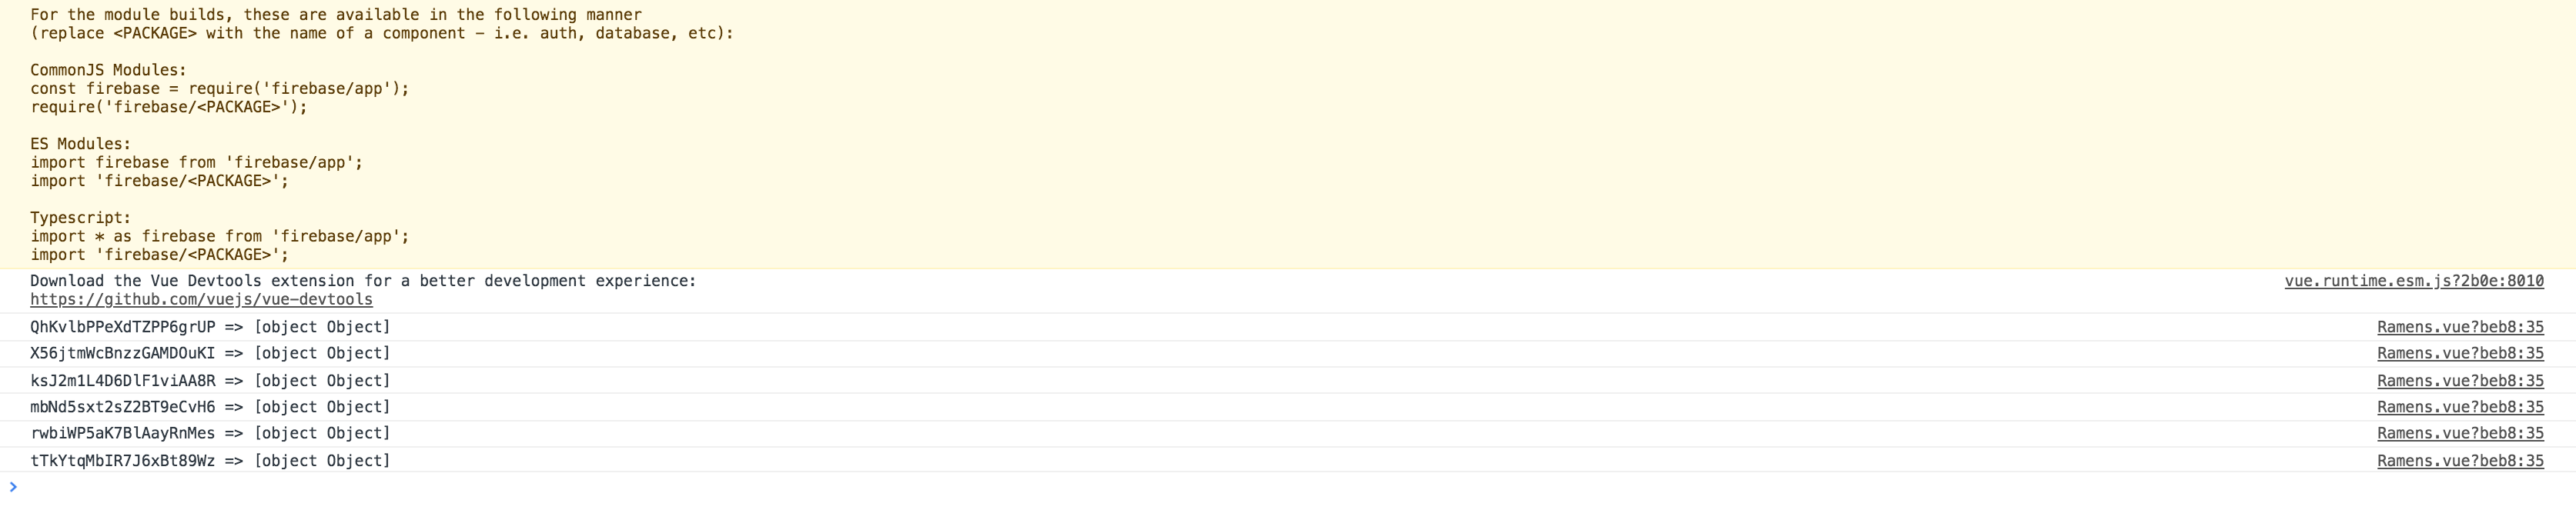 For the module builds, these are available in the following manner
(replace <PACKAGE> with the name of a component - i.e. auth, database, etc):
CommonJS Modules:
const firebase = require('firebase/app');
require('firebase/<PACKAGE>');
ES Modules:
import firebase from 'firebase/app';
import 'firebase/<PACKAGE>';
Typescript:
import * as firebase from 'firebase/app';
import 'firebase/<PACKAGE>';
Download the Vue Devtools extension for a better development experience: vue.runtime.esm.js?2b0e:8010
https://github.com/vuejs/vue-devtools
QhKvlbPPeXdTZPP6grUP => [object Object] Ramens.vue?beb8:35
X56jtmWcBnzzGAMDOuKI => [object Object] Ramens.vue?beb8:35
ksJ2m1L4D6DlF1viAA8R => [object Object] Ramens.vue?beb8:35
mbNd5sxt2sZ2BT9eCvH6 => [object Object] Ramens.vue?beb8:35
rwbiWP5aK7BlAayRnMes => [object Object] Ramens.vue?beb8:35
tTkYtqMbIR7J6xBt89Wz => [object Object] Ramens.vue?beb8:35